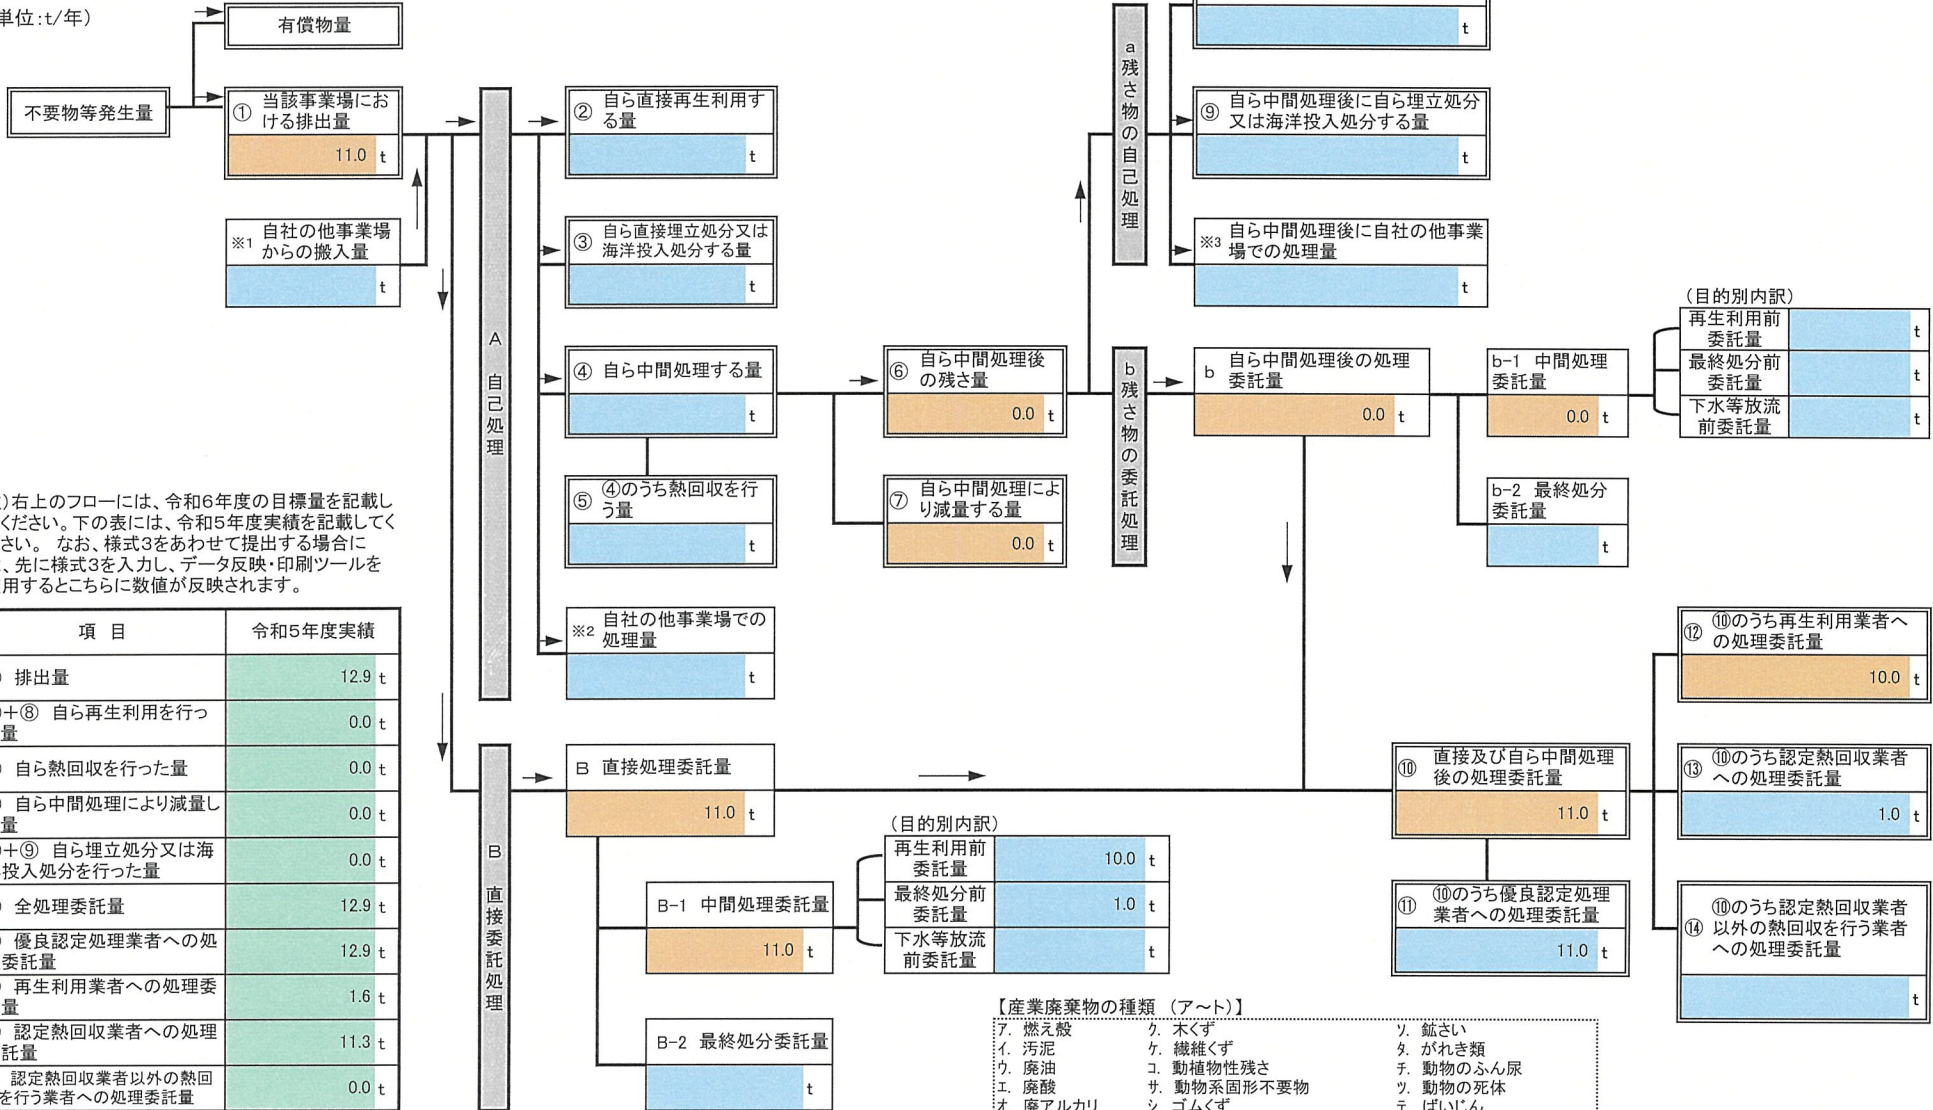 単位:t/年)
有償物量
不要物等発生量
① 当該事業場にお
ける排出量
11.0 t
※1 自社の他事業場
からの搬入量
t
A 自己処理
② 自ら直接再生利用す
る量
t
③ 自ら直接埋立処分又は
海洋投入処分する量
t
④ 自ら中間処理する量
t
⑤ ④のうち熱回収を行
う量
t
※2 自社の他事業場での
処理量
t
⑥ 自ら中間処理後
の残さ量
0.0 t
⑦ 自ら中間処理によ
り減量する量
0.0 t
a 残さ物の自己処理
t
⑨ 自ら中間処理後に自ら埋立処分
又は海洋投入処分する量
t
※3 自ら中間処理後に自社の他事業
場での処理量
t
b 残さ物の委託処理
b 自ら中間処理後の処理
委託量
0.0 t
b-1 中間処理
委託量
0.0 t
(目的別内訳)
再生利用前
委託量 t
最終処分前
委託量 t
下水等放流
前委託量 t
b-2 最終処分
委託量
t
)右上のフローには、令和6年度の目標量を記載し
ください。下の表には、令和5年度実績を記載してく
さい。 なお、様式3をあわせて提出する場合に
、先に様式3を入力し、データ反映・印刷ツールを
用するとこちらに数値が反映されます。
項 目 令和5年度実績
排出量 12.9 t
+⑧ 自ら再生利用を行っ
量 0.0 t
自ら熱回収を行った量 0.0 t
自ら中間処理により減量し
量 0.0 t
+⑨ 自ら埋立処分又は海
投入処分を行った量 0.0 t
全処理委託量 12.9 t
優良認定処理業者への処
委託量 12.9 t
再生利用業者への処理委
量 1.6 t
認定熱回収業者への処理
託量 11.3 t
認定熱回収業者以外の熱回
を行う業者への処理委託量 0.0 t
B 直接委託処理
B 直接処理委託量
11.0 t
B-1 中間処理委託量
11.0 t
(目的別内訳)
再生利用前
委託量 10.0 t
最終処分前
委託量 1.0 t
下水等放流
前委託量 t
B-2 最終処分委託量
t
⑩ 直接及び自ら中間処理
後の処理委託量
11.0 t
⑪ ⑩のうち優良認定処理
業者への処理委託量
11.0 t
⑫ ⑩のうち再生利用業者へ
の処理委託量
10.0 t
⑬ ⑩のうち認定熱回収業者
への処理委託量
1.0 t
⑭ ⑩のうち認定熱回収業者
以外の熱回収を行う業者
への処理委託量
t
【産業廃棄物の種類 (ア～ト)】
ア. 燃え殻 ク. 木くず ソ. 鉱さい
イ. 汚泥 ケ. 繊維くず タ. がれき類
ウ. 廃油 コ. 動植物性残さ チ. 動物のふん尿
エ. 廃酸 サ. 動物系固形不要物 ツ. 動物の死体
オ. 廃アルカリ シ. ゴムくず テ. ばいじん